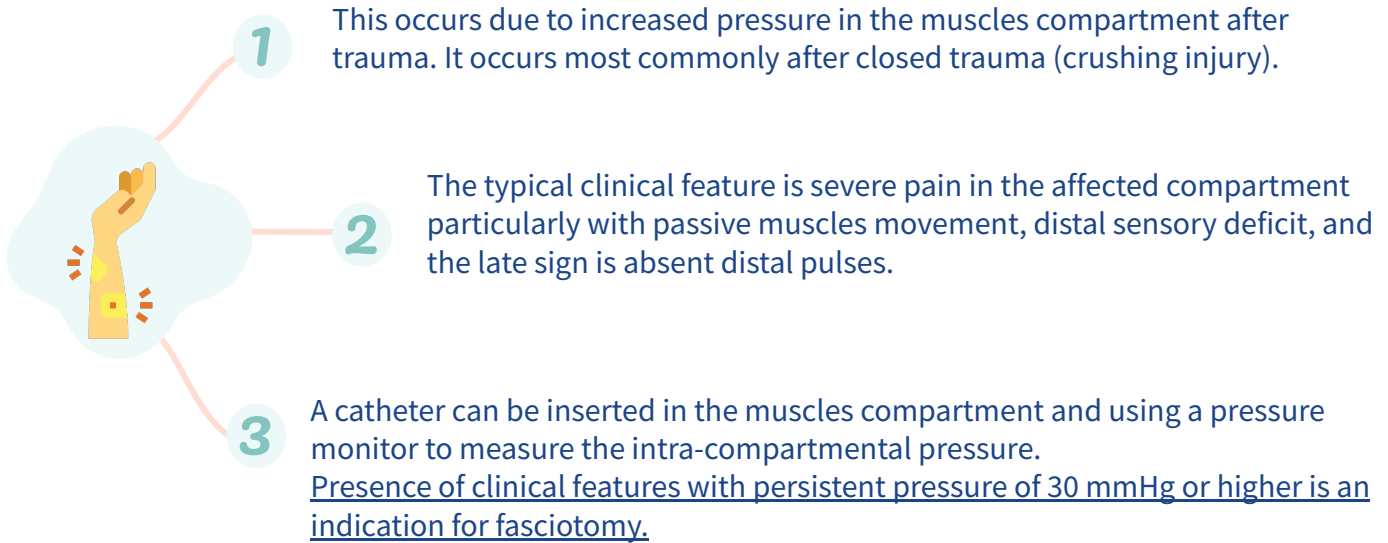 1
This occurs due to increased pressure in the muscles compartment after
trauma. It occurs most commonly after closed trauma (crushing injury).
2
The typical clinical feature is severe pain in the affected compartment
particularly with passive muscles movement, distal sensory deficit, and
the late sign is absent distal pulses.
3
A catheter can be inserted in the muscles compartment and using a pressure
monitor to measure the intra-compartmental pressure.
Presence of clinical features with persistent pressure of 30 mmHg or higher is an
indication for fasciotomy.